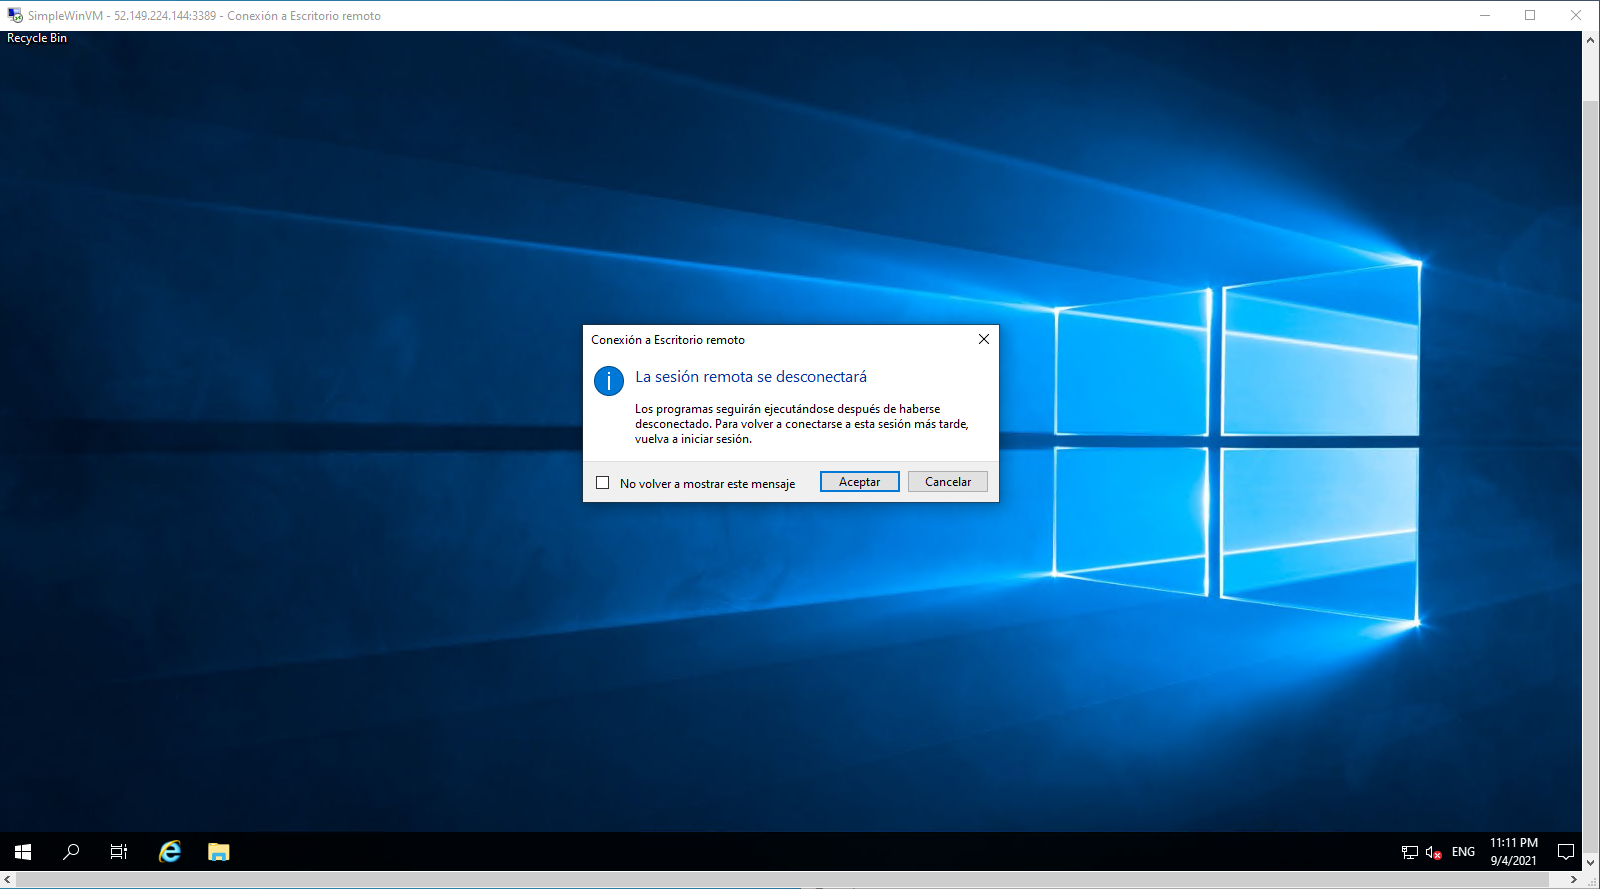 SimpleWinVM - 52.149.224.144:3389 - Conexión a Escritorio remoto
Recycle Bin
Conexión a Escritorio remoto
La sesión remota se desconectará
Los programas seguirán ejecutándose después de haberse
desconectado. Para volver a conectarse a esta sesión más tarde,
vuelva a iniciar sesión.
No volver a mostrar este mensaje
Aceptar
Cancelar
ENG
11:11 PM
9/4/2021